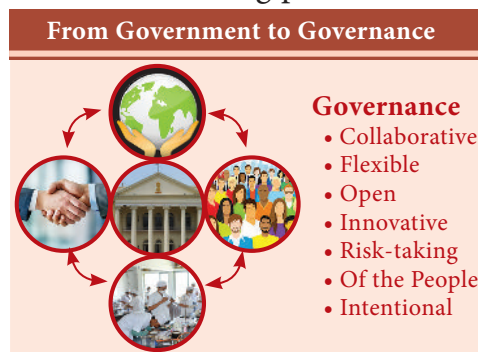 From Government to Governance
Governance
• Collaborative
• Flexible
• Open
• Innovative
• Risk-taking
• Of the People
• Intentional